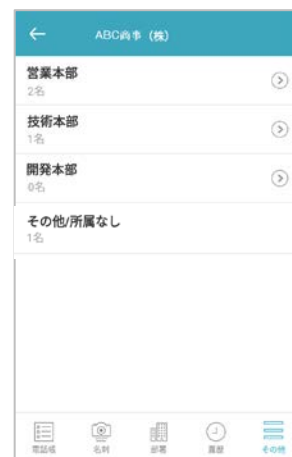 ABC商事（株）
営業本部
2名
技術本部
1名
開発本部
0名
その他/所属なし
1名
電話帳
名刺
部署
履歴
その他